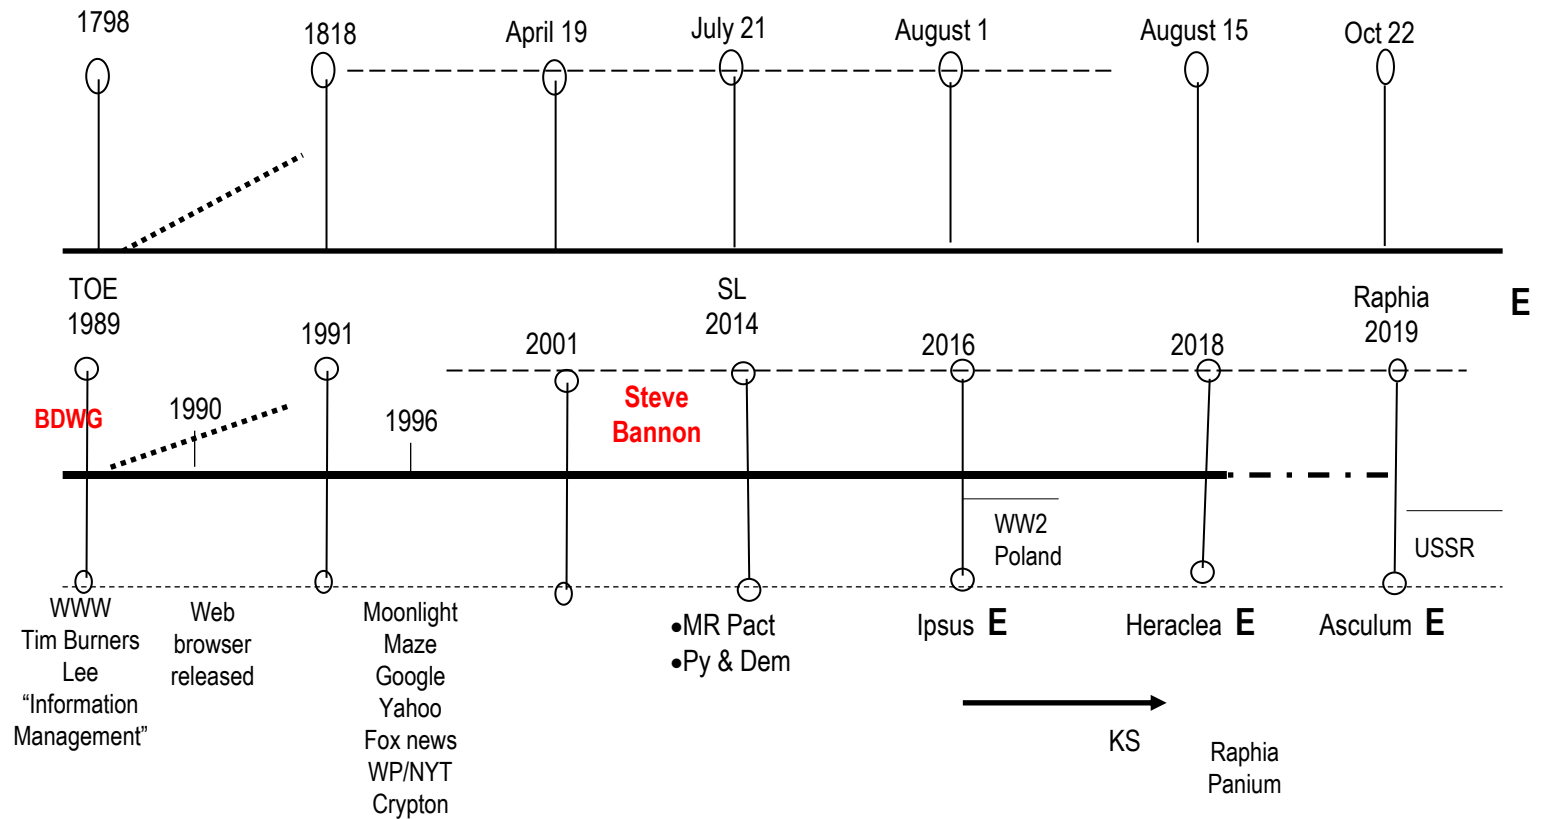 1798
1818
April 19
July 21
August 1
August 15
Oct 22
TOE
1989
1991
2001
SL
2014
2016
2018
Raphia
2019
E
BDWG
1990
1996
Steve
Bannon
WW2
Poland
USSR
WWW
Tim Burners
Lee
“Information
Management”
Web
browser
released
Moonlight
Maze
Google
Yahoo
Fox news
WP/NYT
Crypton
•MR Pact
•Py & Dem
Ipsus E
Heraclea E
Asculum E
KS
Raphia
Panium